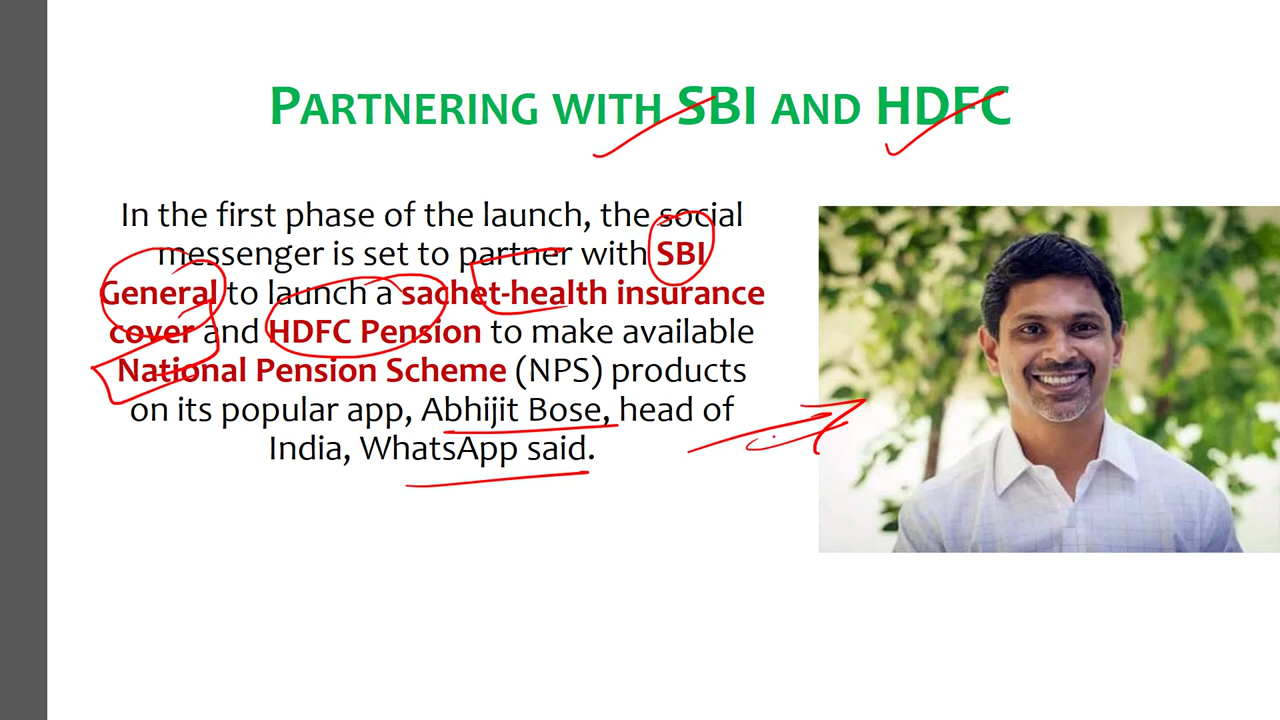 PARTNERING WITH SBI AND HDFC
In the first phase of the launch, the social
messenger is set to partner with SBI
General to launch a sachet-health insurance
cover and HDFC Pension to make available
National Pension Scheme (NPS) products
on its popular app, Abhijit Bose, head of
India, WhatsApp said.